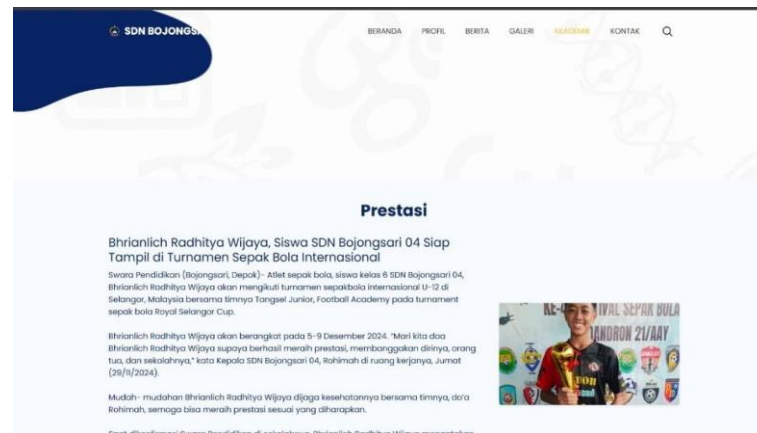 SDN BOJONGS
BERANDA PROFIL BERITA GALERI AKADEMIK KONTAK
Prestasi
Bhrianlich Radhitya Wijaya, Siswa SDN Bojongsari 04 Siap
Tampil di Turnamen Sepak Bola Internasional
Swara Pendidikan (Bojongsari, Depok)- Atlet sepak bola, siswa kelas 6 SDN Bojongsari 04,
Bhrianlich Radhitya Wijaya akan mengikuti turnamen sepakbola internasional U-12 di
Selangor, Malaysia bersama timnya Tangsel Junior, Football Academy pada turnament
sepak bola Royal Selangor Cup.
Bhrianlich Radhitya Wijaya akan berangkat pada 5-9 Desember 2024. "Mari kita doa
Bhrianlich Radhitya Wijaya supaya berhasil meraih prestasi, membanggakan dirinya, orang
tua, dan sekolahnya," kata Kepala SDN Bojongsari 04, Rohimah di ruang kerjanya, Jumat
(29/11/2024).
Mudah- mudahan Bhrianlich Radhitya Wijaya dijaga kesehatannya bersama timnya, do'a
Rohimah, semoga bisa meraih prestasi sesuai yang diharapkan.
SEPAK BOLA
21/AAY